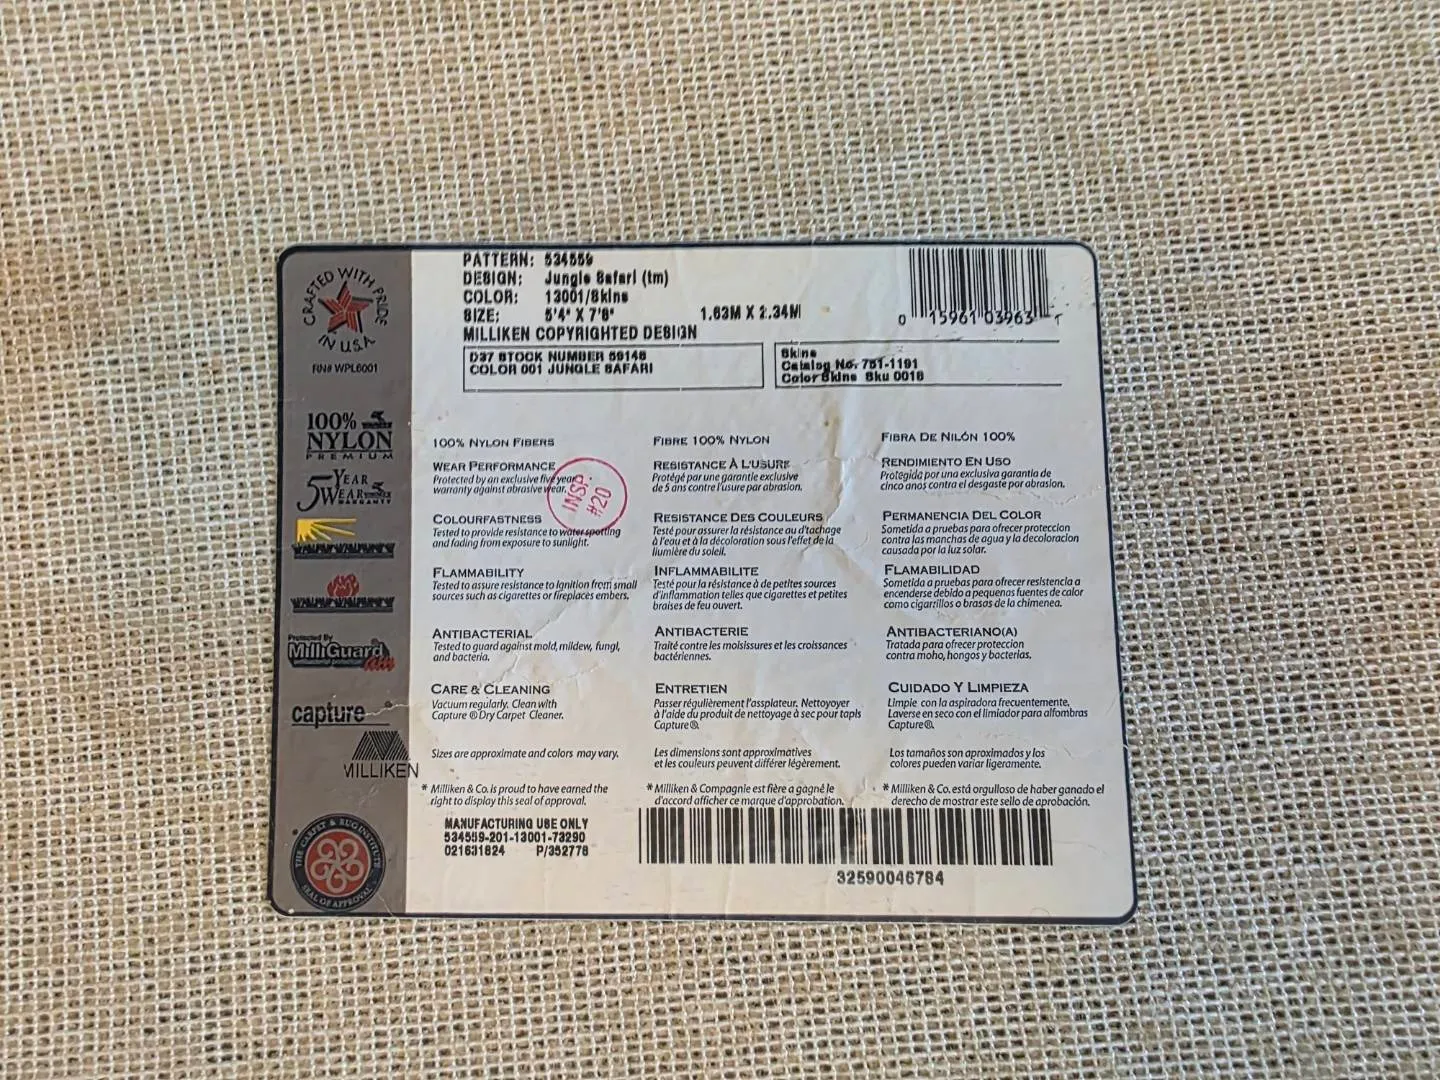 CRAFTED WITH PRIDE
IN U.S.A
RN# WPL6001
100%
NYLON
PREMIUM
5 YEAR
WEAR
WARRANTY
Protected By
MilliGuard
antibacterial protection
capture
MILLIKEN
THE CARPET & RUG INSTITUTE
SEAL OF APPROVAL
PATTERN: 534559
DESIGN: Jungle Safari (tm)
COLOR: 13001/Skins
SIZE: 5'4" X 7'8" 1.63M X 2.34M
MILLIKEN COPYRIGHTED DESIGN
0 15961 03963
D37 STOCK NUMBER 59146
COLOR 001 JUNGLE SAFARI
Skins
Catalog No. 751-1191
Color Skins Sku 0018
100% NYLON FIBERS
WEAR PERFORMANCE
Protected by an exclusive five year
warranty against abrasive wear.
INSP.
#20
COLOURFASTNESS
Tested to provide resistance to water spotting
and fading from exposure to sunlight.
FLAMMABILITY
Tested to assure resistance to ignition from small
sources such as cigarettes or fireplaces embers.
ANTIBACTERIAL
Tested to guard against mold, mildew, fungi,
and bacteria.
CARE & CLEANING
Vacuum regularly. Clean with
Capture ® Dry Carpet Cleaner.
Sizes are approximate and colors may vary.
* Milliken & Co. is proud to have earned the
right to display this seal of approval.
FIBRE 100% NYLON
RESISTANCE À L'USURE
Protégé par une garantie exclusive
de 5 ans contre l'usure par abrasion.
RESISTANCE DES COULEURS
Testé pour assurer la résistance au d'tachage
à l'eau et à la décoloration sous l'effet de la
liumière du soleil.
INFLAMMABILITE
Testé pour la résistance à de petites sources
d'inflammation telles que cigarettes et petites
braises de feu ouvert.
ANTIBACTERIE
Traité contre les moisissures et les croissances
bactériennes.
ENTRETIEN
Passer régulièrement l'assplateur. Nettoyoyer
à l'aide du produit de nettoyage à sec pour tapis
Capture®.
Les dimensions sont approximatives
et les couleurs peuvent différer légèrement.
* Milliken & Compagnie est fière a gagné le
d'accord afficher ce marque d'approbation.
FIBRA DE NILÓN 100%
RENDIMIENTO EN USO
Protegida por una exclusiva garantia de
cinco anos contra el desgaste por abrasion.
PERMANENCIA DEL COLOR
Sometida a pruebas para ofrecer proteccion
contra las manchas de agua y la decoloracion
causada por la luz solar.
FLAMABILIDAD
Sometida a pruebas para ofrecer resistencia a
encenderse debido a pequenas fuentes de calor
como cigarrillos o brasas de la chimenea.
ANTIBACTERIANO(A)
Tratada para ofrecer proteccion
contra moho, hongos y bacterias.
CUIDADO Y LIMPIEZA
Limpie con la aspiradora frecuentemente.
Laverse en seco con el limiador para alfombras
Capture®.
Los tamaños son aproximados y los
colores pueden variar ligeramente.
* Milliken & Co. está orgulloso de haber ganado el
derecho de mostrar este sello de aprobación.
MANUFACTURING USE ONLY
534559-201-13001-73290
021631824 P/352778
32590046784